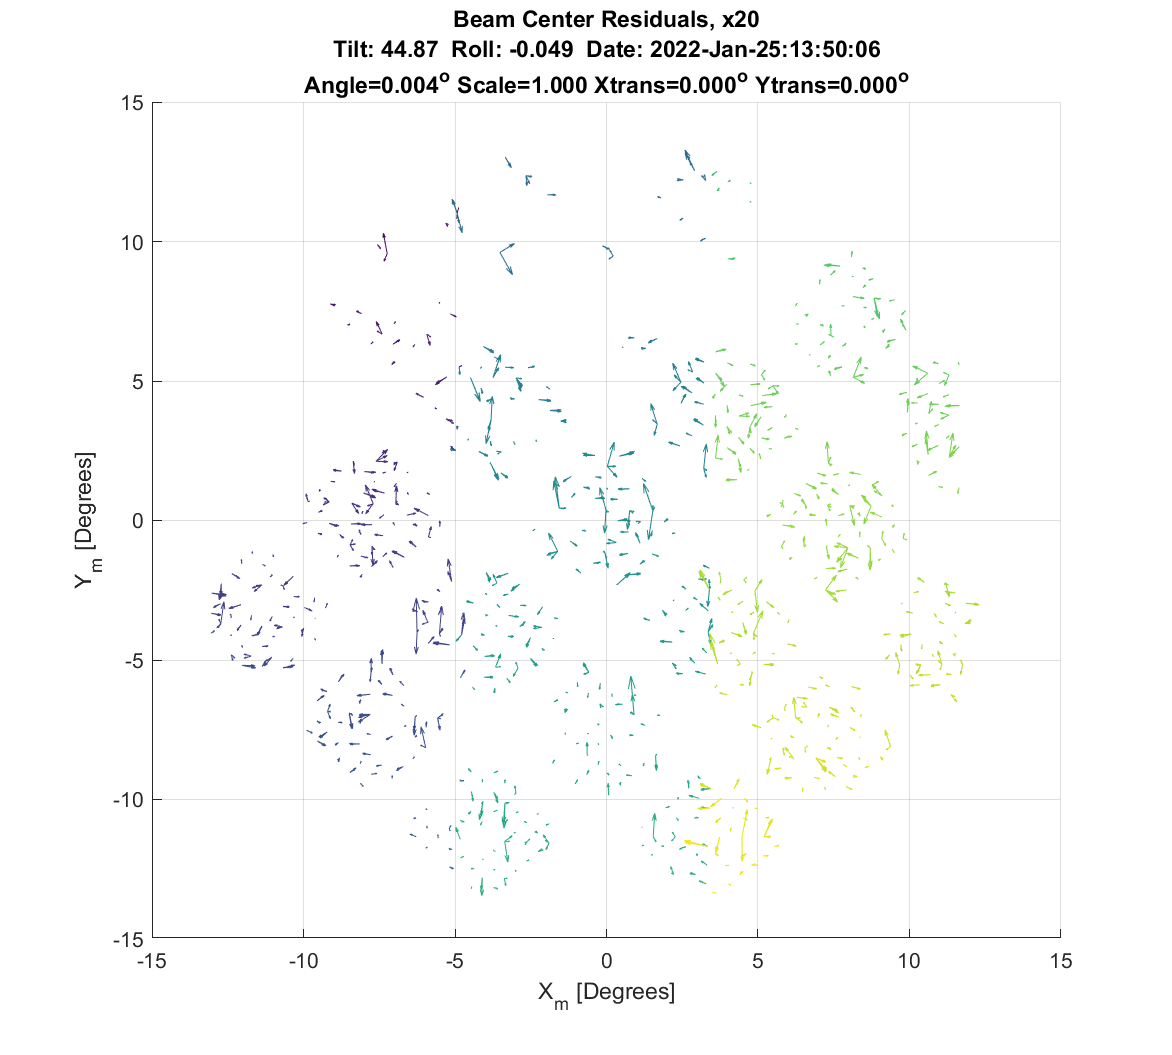 Beam Center Residuals, x20
Tilt: 44.87 Roll: -0.049 Date: 2022-Jan-25:13:50:06
Angle=0.004° Scale=1.000 Xtrans=0.000° Ytrans=0.000°
15
10
5
0
-5
-10
-15
Y_m [Degrees]
-15 -10 -5 0 5 10 15
X_m [Degrees]